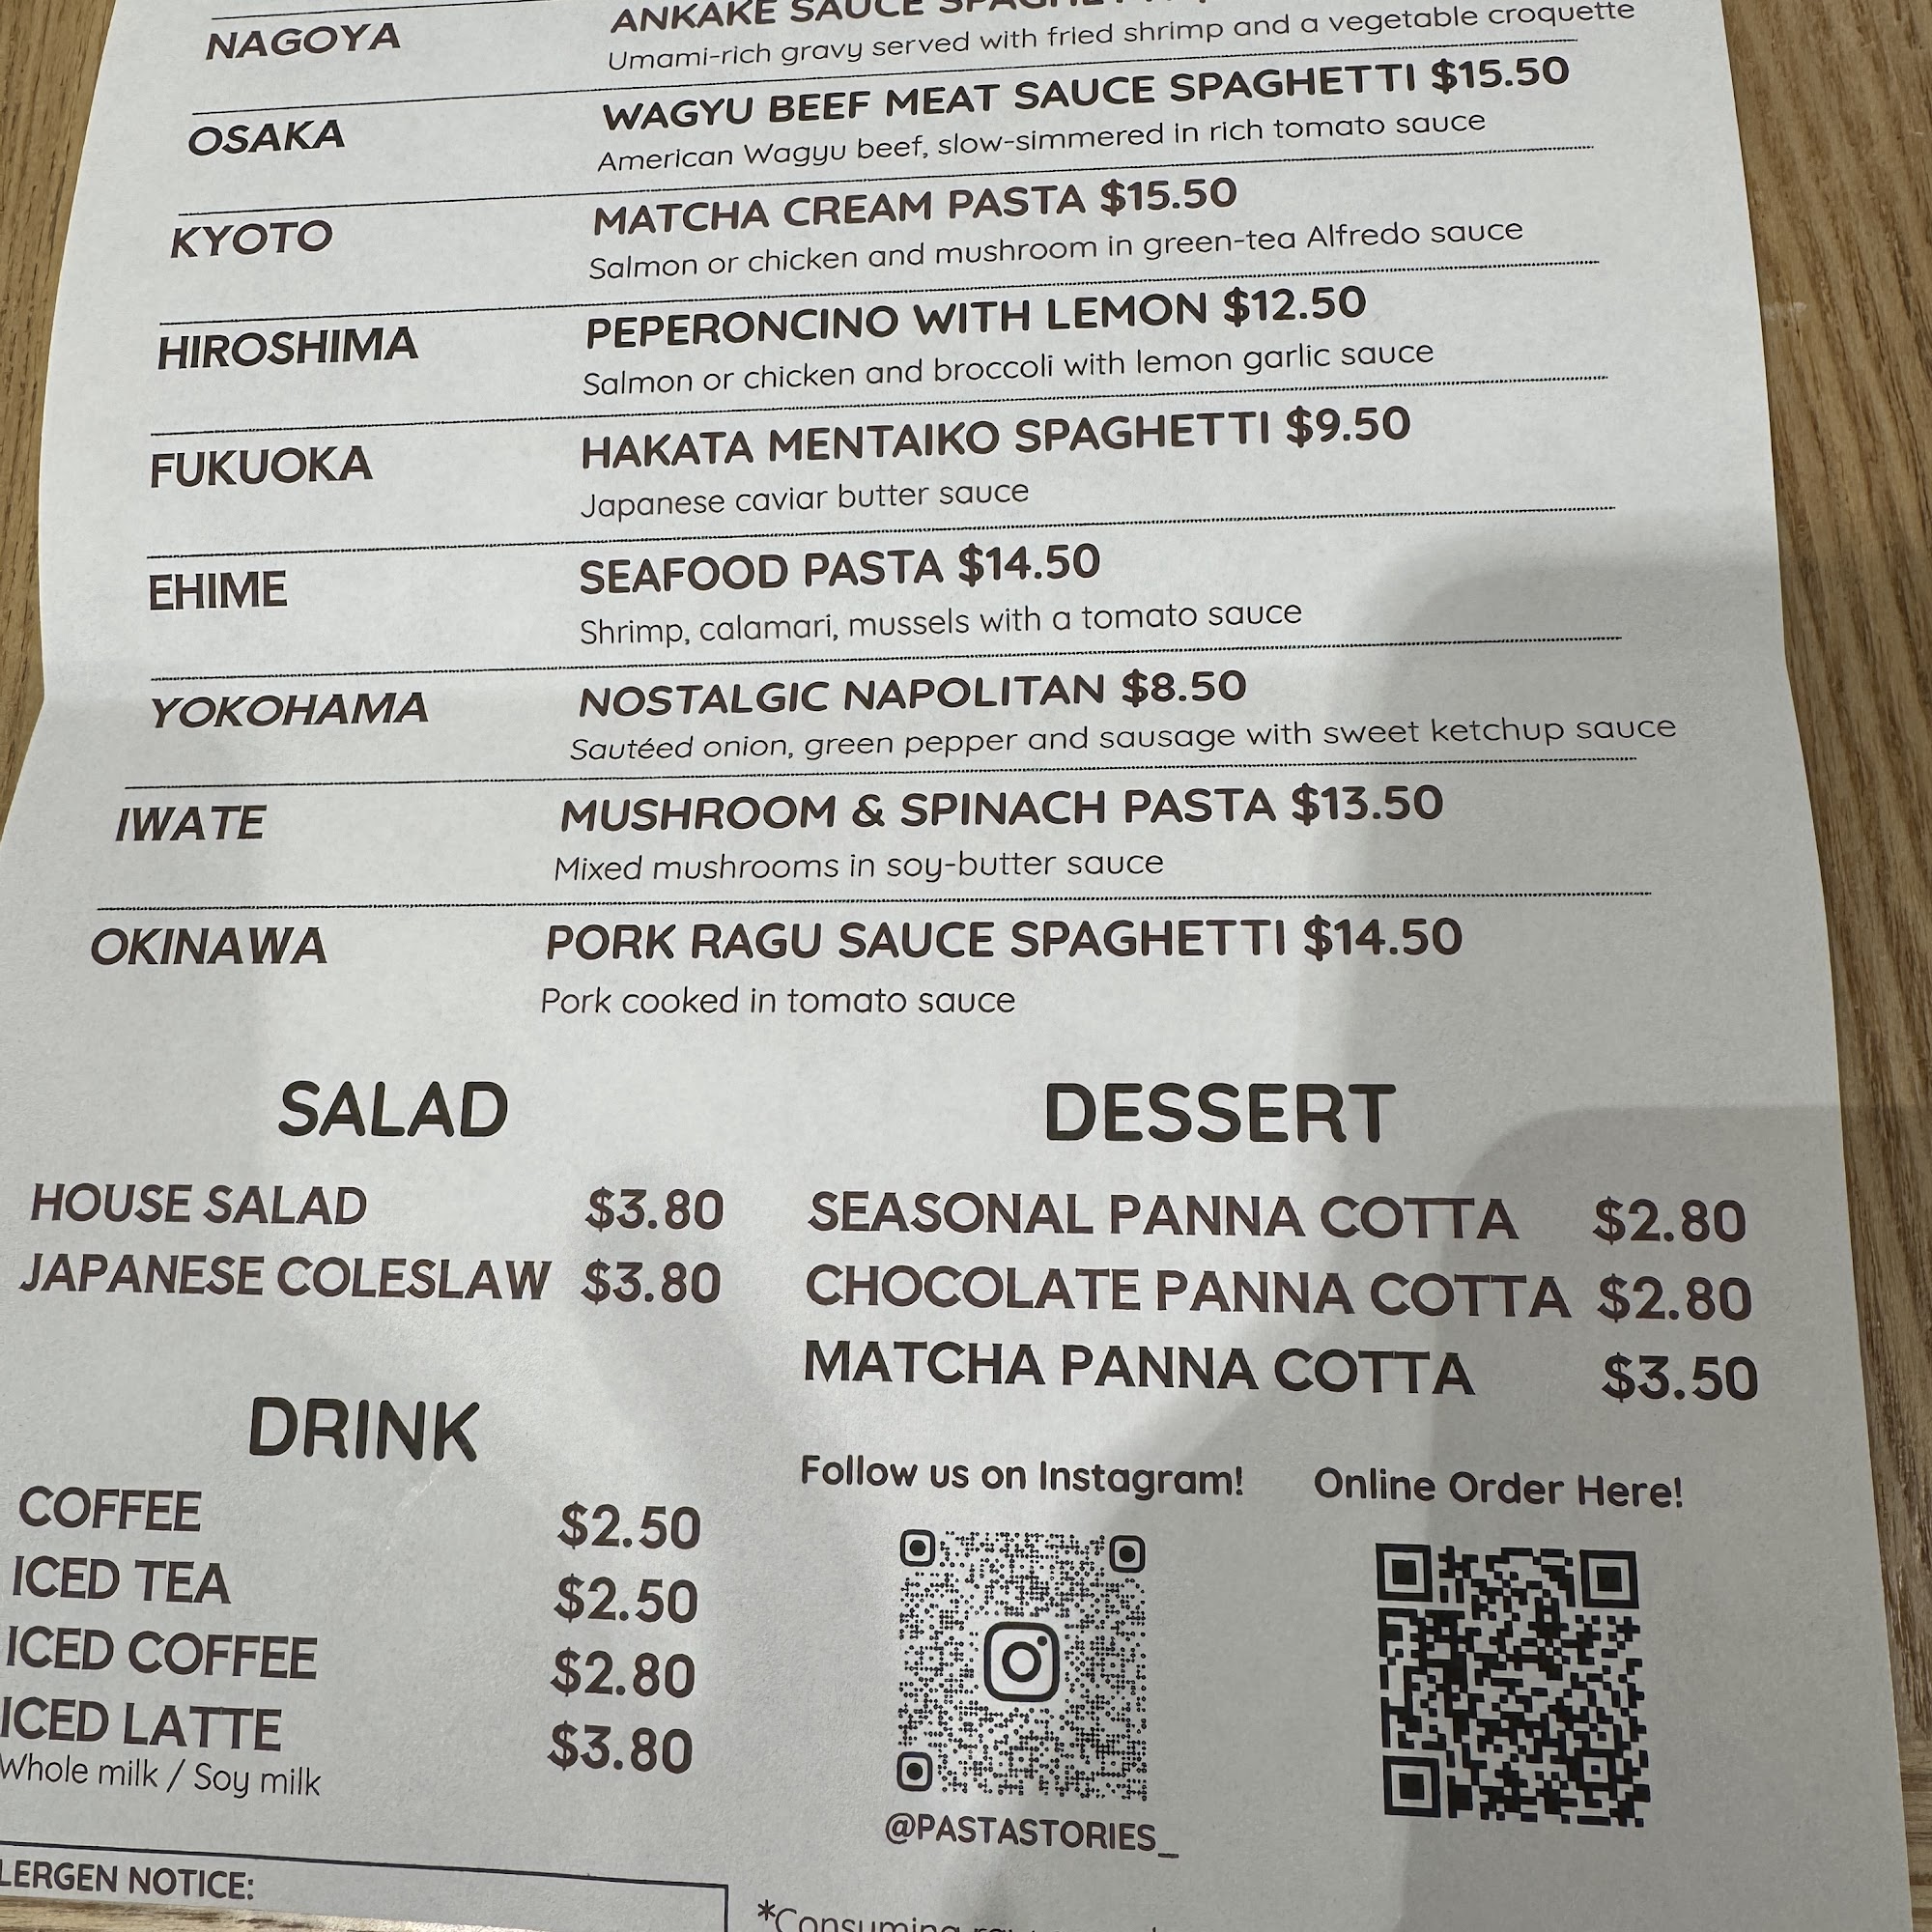 NAGOYA
ANKAKE SAUCE
Umami-rich gravy served with fried shrimp and a vegetable croquette
OSAKA
WAGYU BEEF MEAT SAUCE SPAGHETTI $15.50
American Wagyu beef, slow-simmered in rich tomato sauce
KYOTO
MATCHA CREAM PASTA $15.50
Salmon or chicken and mushroom in green-tea Alfredo sauce
HIROSHIMA
PEPERONCINO WITH LEMON $12.50
Salmon or chicken and broccoli with lemon garlic sauce
FUKUOKA
HAKATA MENTAIKO SPAGHETTI $9.50
Japanese caviar butter sauce
EHIME
SEAFOOD PASTA $14.50
Shrimp, calamari, mussels with a tomato sauce
YOKOHAMA
NOSTALGIC NAPOLITAN $8.50
Sautéed onion, green pepper and sausage with sweet ketchup sauce
IWATE
MUSHROOM & SPINACH PASTA $13.50
Mixed mushrooms in soy-butter sauce
OKINAWA
PORK RAGU SAUCE SPAGHETTI $14.50
Pork cooked in tomato sauce
SALAD
HOUSE SALAD $3.80
JAPANESE COLESLAW $3.80
DESSERT
SEASONAL PANNA COTTA $2.80
CHOCOLATE PANNA COTTA $2.80
MATCHA PANNA COTTA $3.50
DRINK
COFFEE $2.50
ICED TEA $2.50
ICED COFFEE $2.80
ICED LATTE $3.80
Whole milk / Soy milk
Follow us on Instagram!
@PASTASTORIES_
Online Order Here!
LERGEN NOTICE:
*Consuming